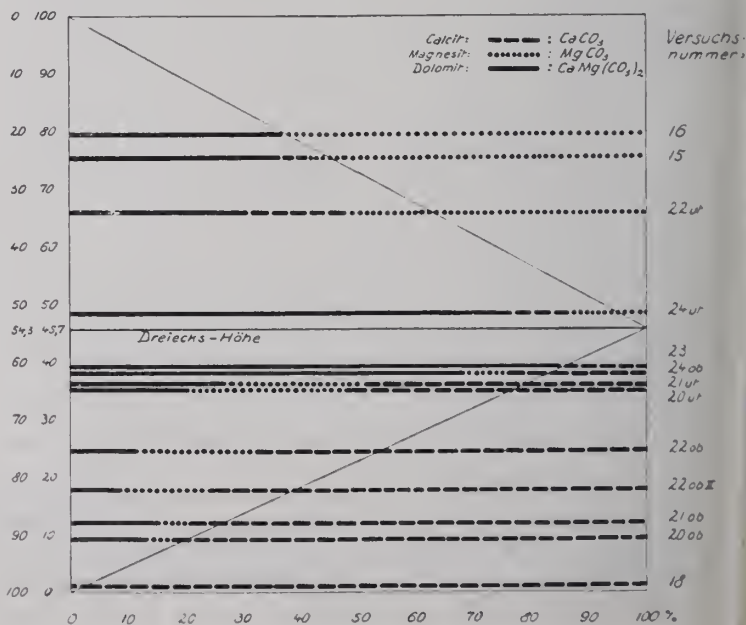 0 100
Calcit: : CaCO₃
Magnesit: : MgCO₃
Dolomit: : CaMg(CO₃)₂
Versuchs-
nummer:
10 90
20 80
16
15
30 70
22 ur
40 60
50 50
24 ur
54,3 45,7
Dreiecks-Höhe
23
60 40
24 ob
21 ur
20 ur
70 30
22 ob
80 20
22 ob II
21 ob
90 10
20 ob
100 0
18
0 10 20 30 40 50 60 70 80 90 100 %